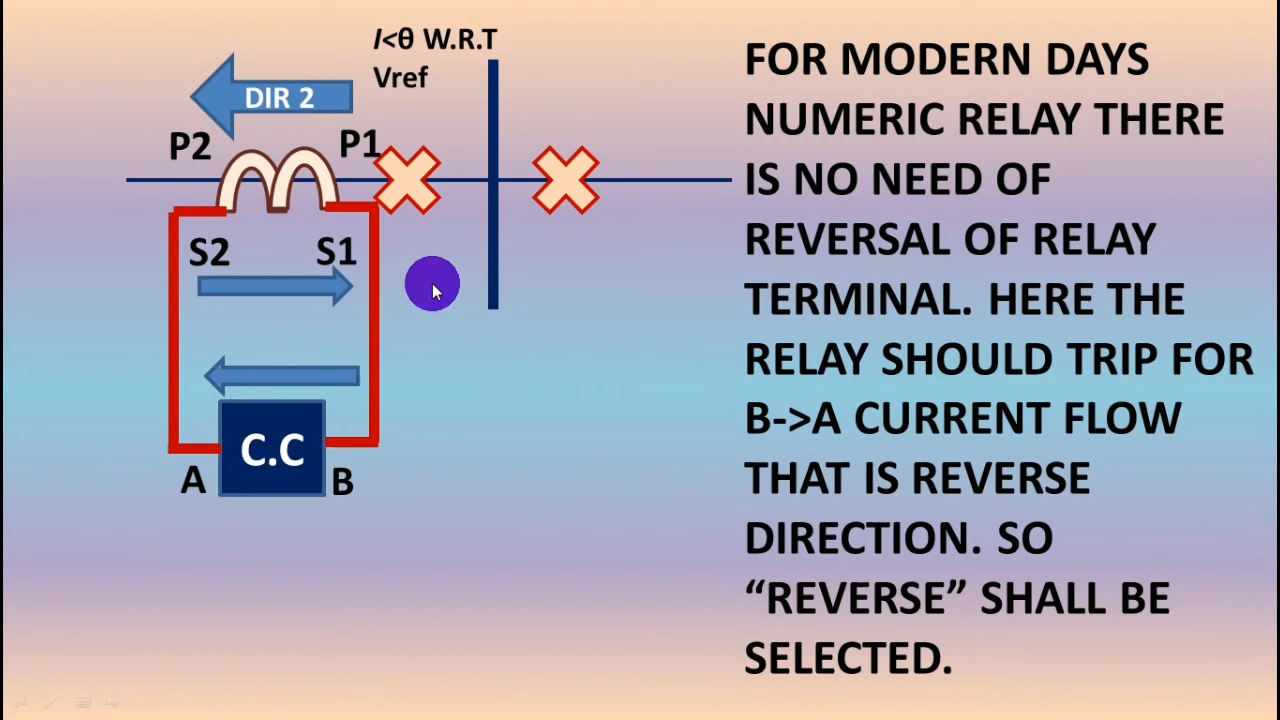 I<θ W.R.T
Vref
DIR 2
P2
P1
S2
S1
C.C
A
B
FOR MODERN DAYS
NUMERIC RELAY THERE
IS NO NEED OF
REVERSAL OF RELAY
TERMINAL. HERE THE
RELAY SHOULD TRIP FOR
B->A CURRENT FLOW
THAT IS REVERSE
DIRECTION. SO
“REVERSE” SHALL BE
SELECTED.